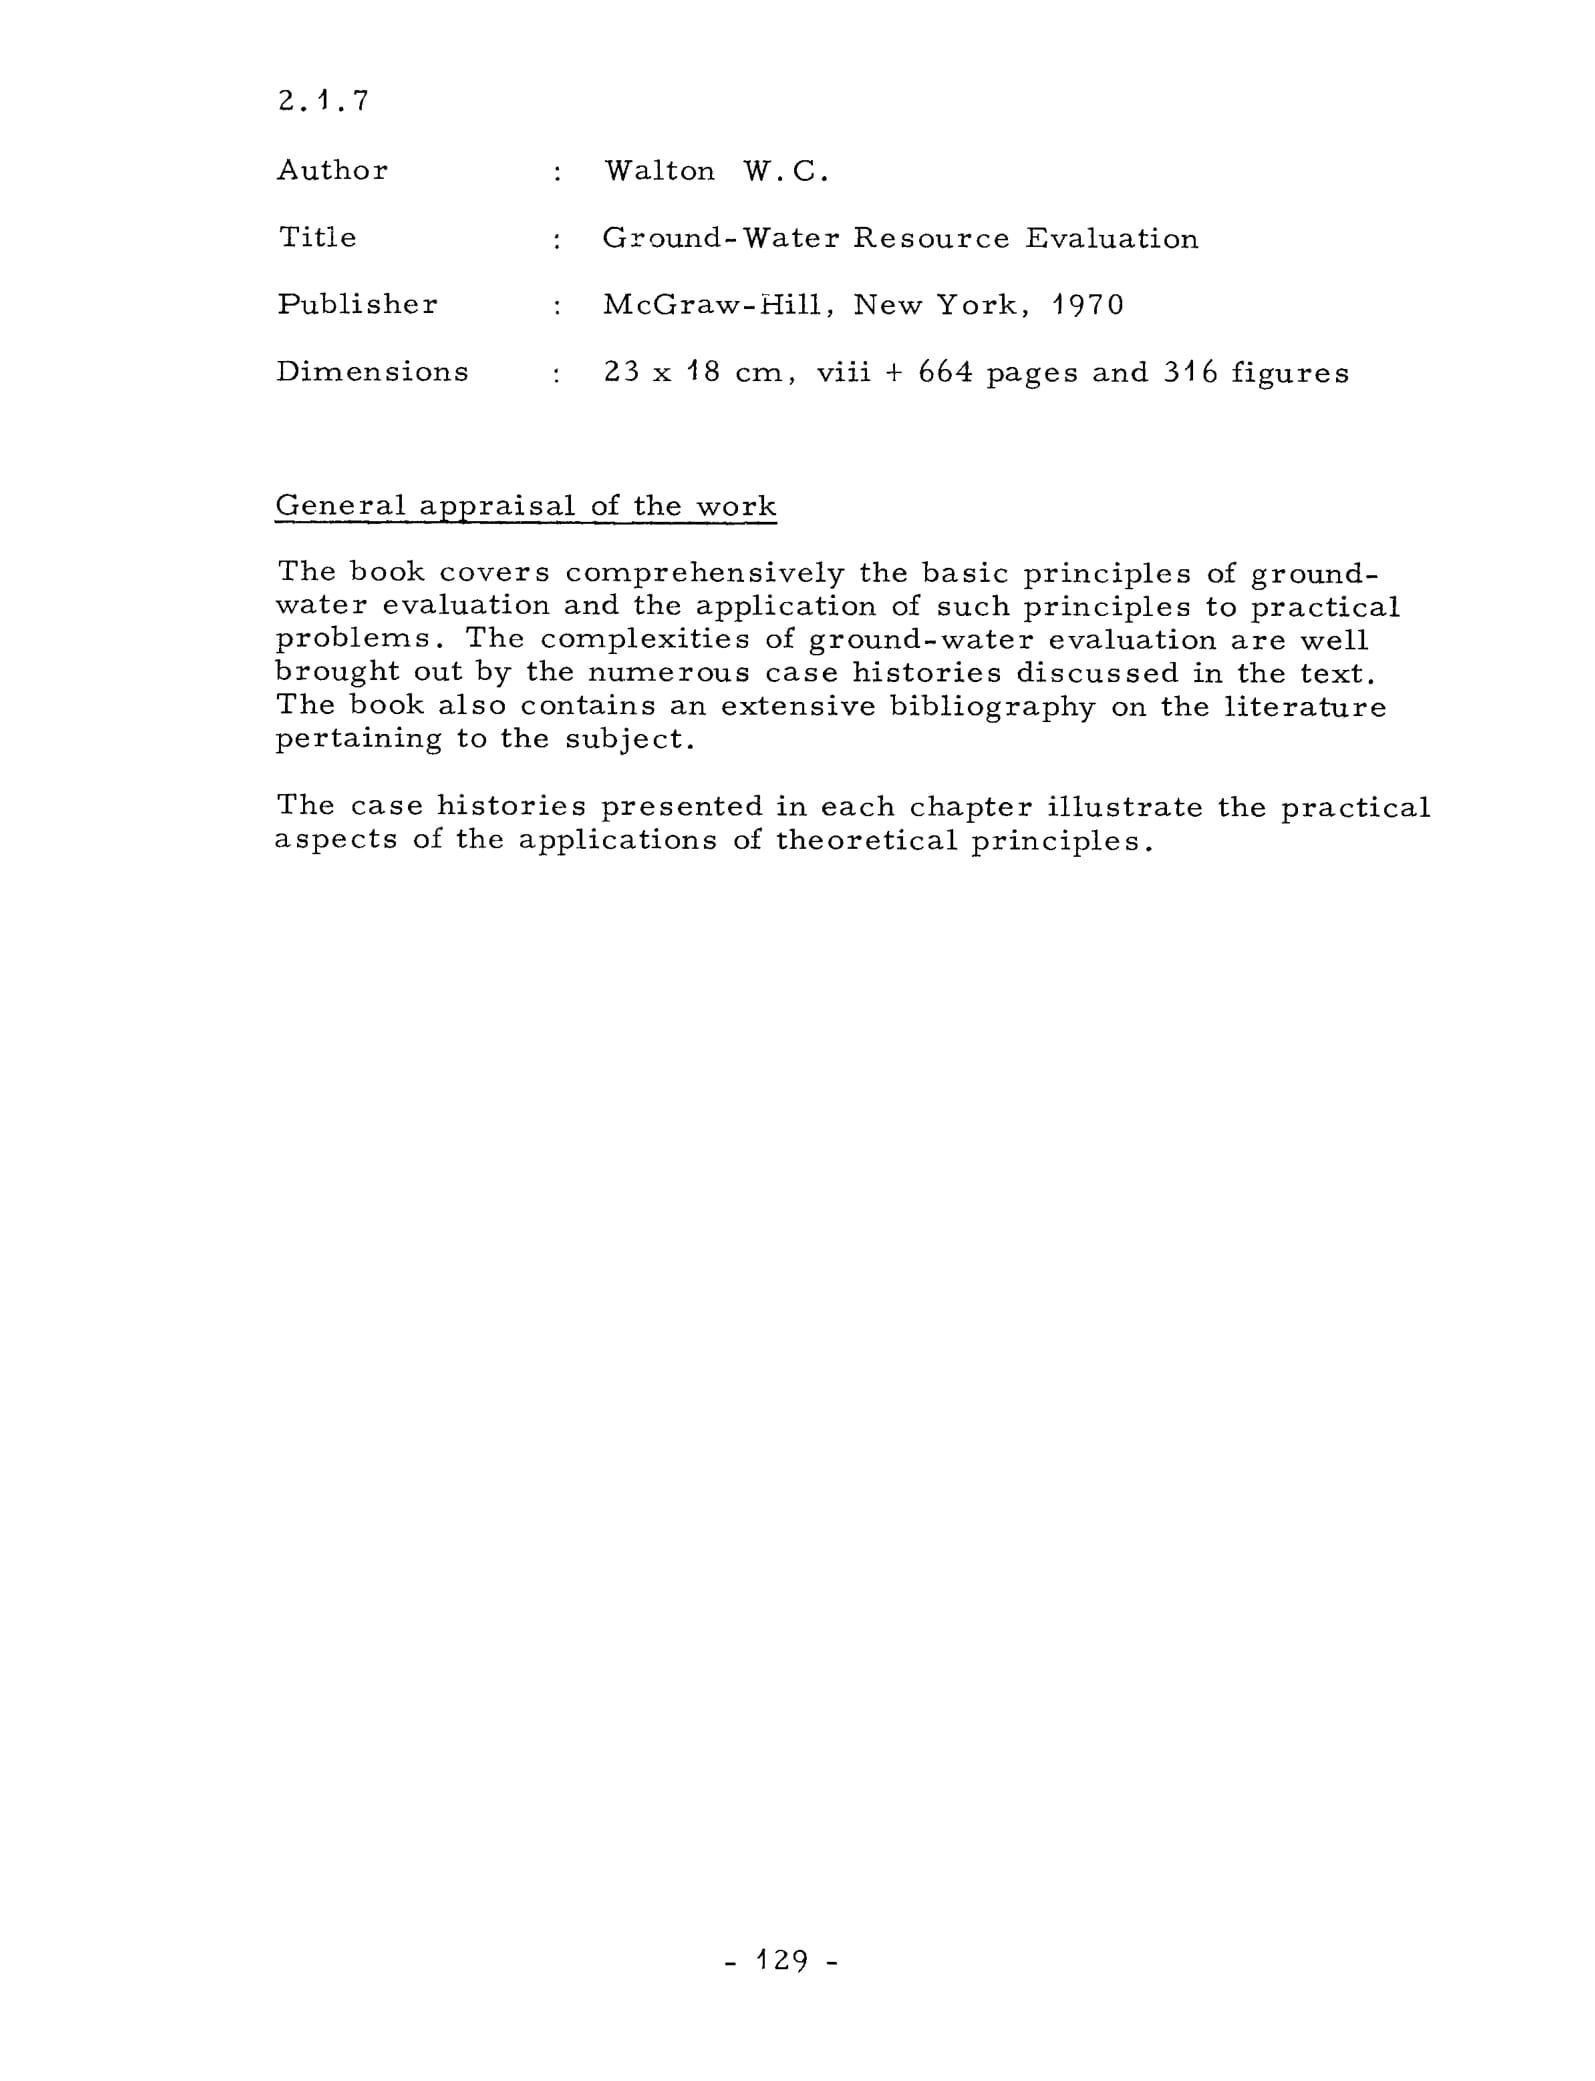 2.1.7
Author : Walton W.C.
Title : Ground-Water Resource Evaluation
Publisher : McGraw-Hill, New York, 1970
Dimensions : 23 x 18 cm, viii + 664 pages and 316 figures
General appraisal of the work
The book covers comprehensively the basic principles of ground-
water evaluation and the application of such principles to practical
problems. The complexities of ground-water evaluation are well
brought out by the numerous case histories discussed in the text.
The book also contains an extensive bibliography on the literature
pertaining to the subject.
The case histories presented in each chapter illustrate the practical
aspects of the applications of theoretical principles.
- 129 -